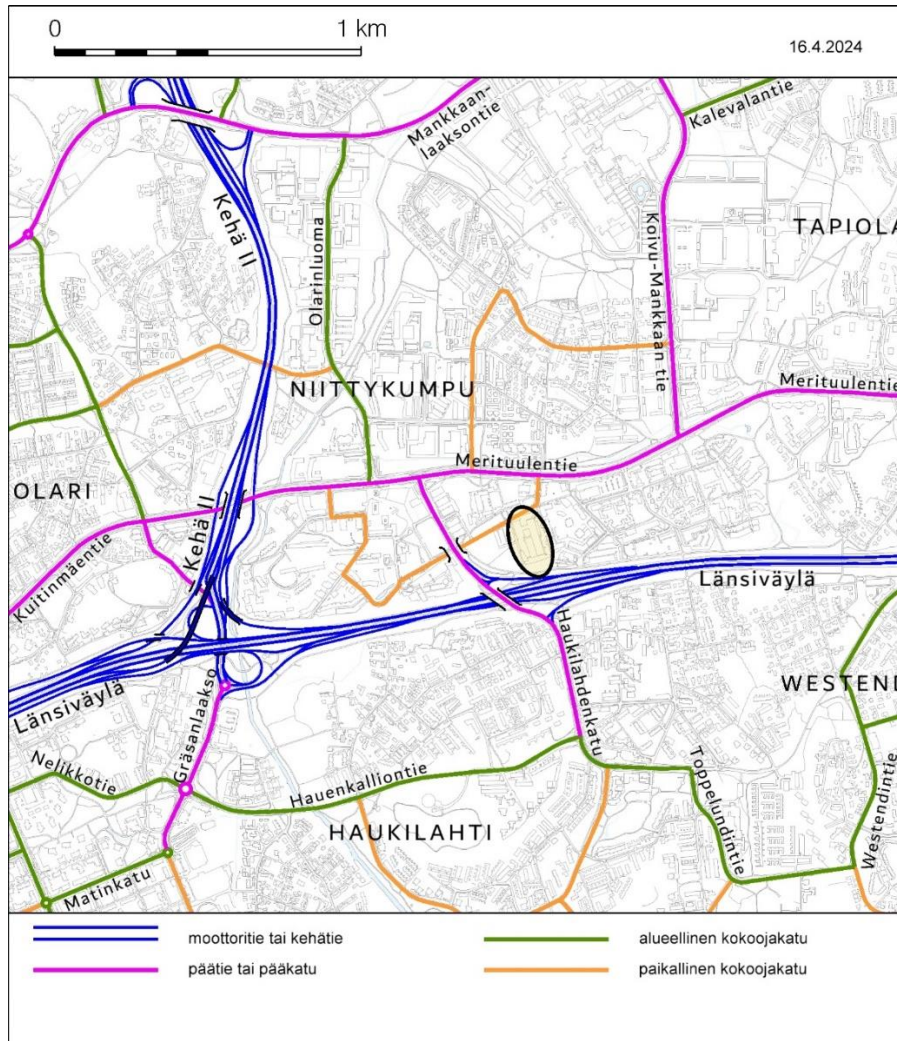 0
1 km
16.4.2024
Kalevalantie
Mankkaan-
laaksontie
Kehä II
Olarinluoma
Koivu-Mankkaan tie
TAPIOLA
NIITTYKUMPU
Merituulentie
Merituulentie
OLARI
Kehä II
Kuitinmäentie
Länsiväylä
Haukilahdenkatu
WESTEND
Länsiväylä
Gräsanlaakso
Nelikkotie
Hauenkalliontie
Toppelundintie
Westendintie
HAUKILAHTI
Matinkatu
moottoritie tai kehätie
alueellinen kokoojakatu
päätie tai pääkatu
paikallinen kokoojakatu